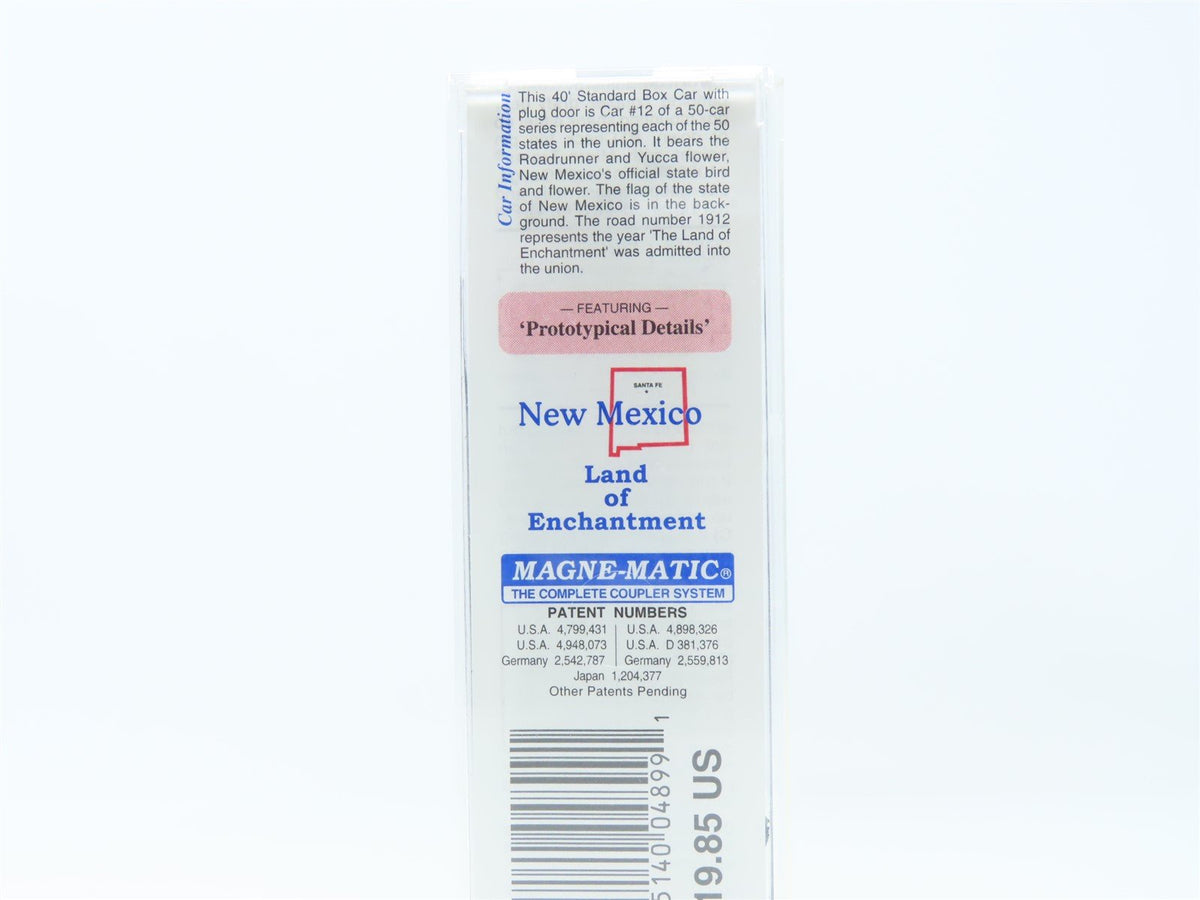 Car Information
This 40' Standard Box Car with
plug door is Car #12 of a 50-car
series representing each of the 50
states in the union. It bears the
Roadrunner and Yucca flower,
New Mexico's official state bird
and flower. The flag of the state
of New Mexico is in the back-
ground. The road number 1912
represents the year 'The Land of
Enchantment' was admitted into
the union.
— FEATURING —
‘Prototypical Details’
SANTA FE
New Mexico
Land
of
Enchantment
MAGNE-MATIC®
THE COMPLETE COUPLER SYSTEM
PATENT NUMBERS
U.S.A. 4,799,431 U.S.A. 4,898,326
U.S.A. 4,948,073 U.S.A. D 381,376
Germany 2,542,787 Germany 2,559,813
Japan 1,204,377
Other Patents Pending
5140 04899 1
19.85 US